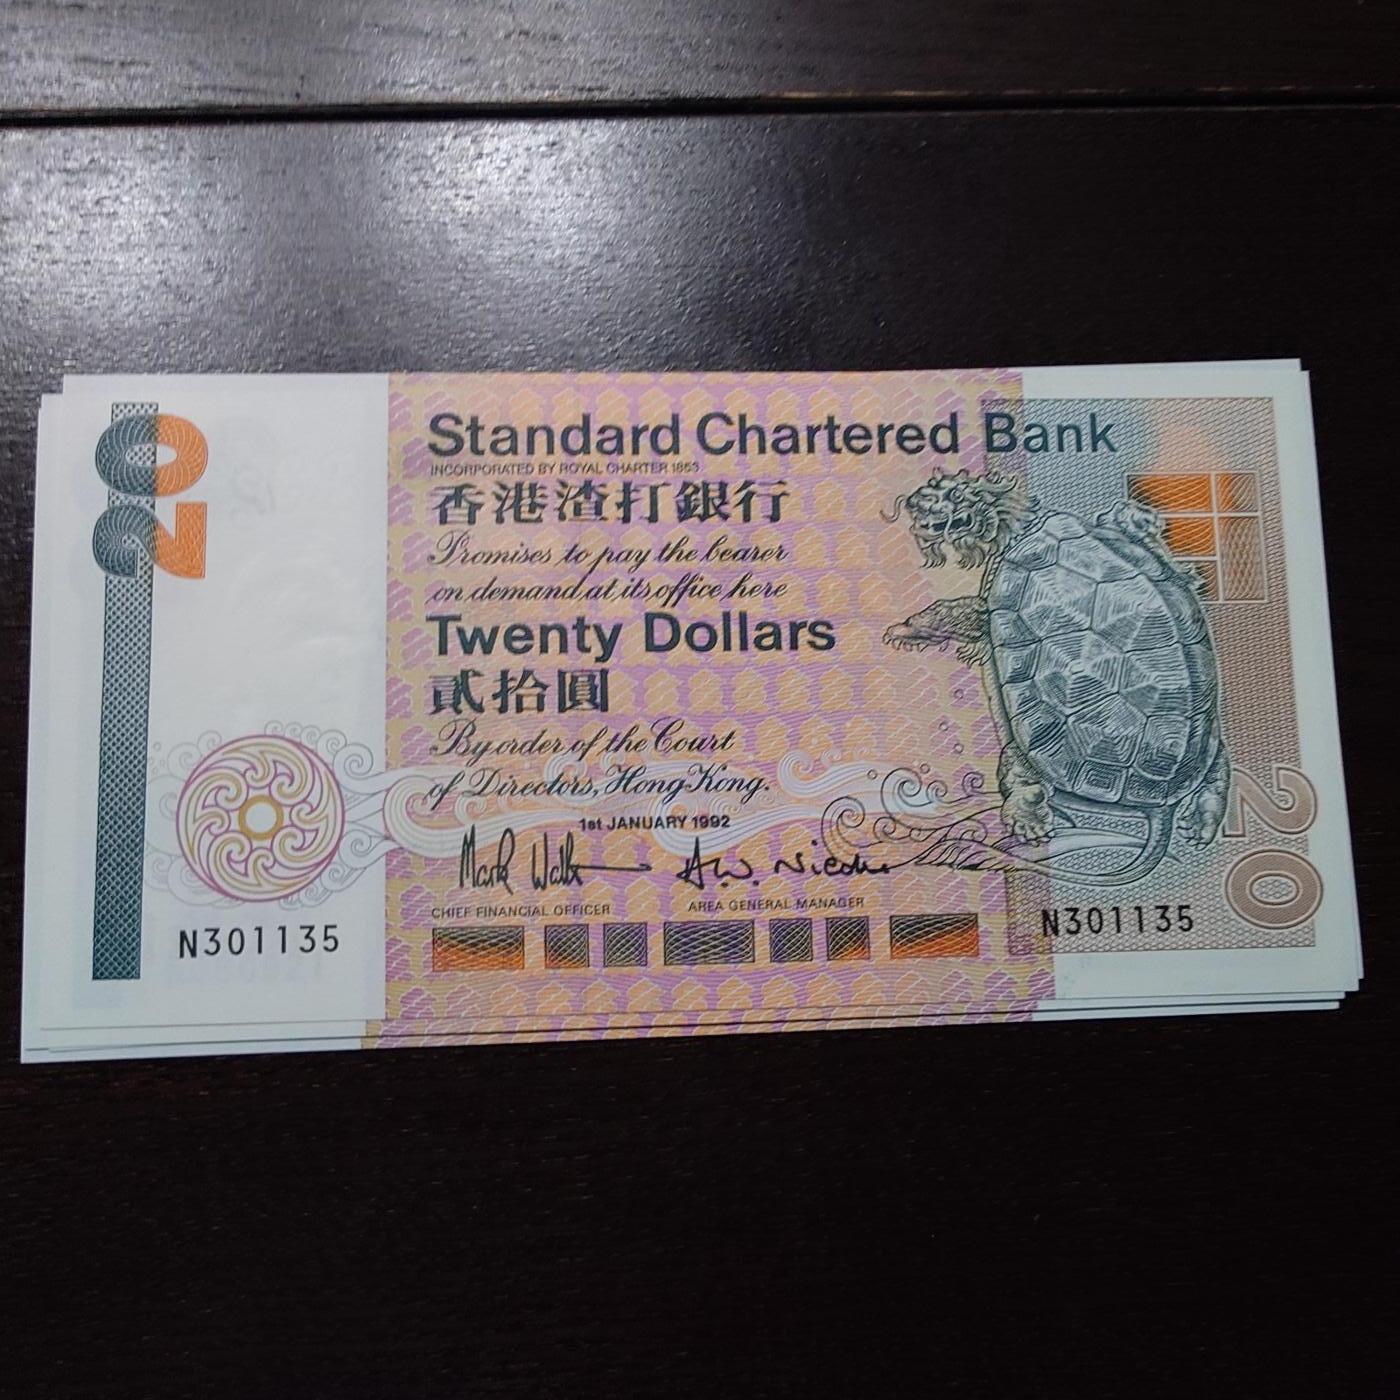 20
Standard Chartered Bank
INCORPORATED BY ROYAL CHARTER 1853
香港渣打銀行
Promises to pay the bearer
on demand at its office here
Twenty Dollars
貳拾圓
By order of the Court
of Directors, Hong Kong.
1st JANUARY 1992
Mark
A.W.
CHIEF FINANCIAL OFFICER
AREA GENERAL MANAGER
N301135
N301135
20